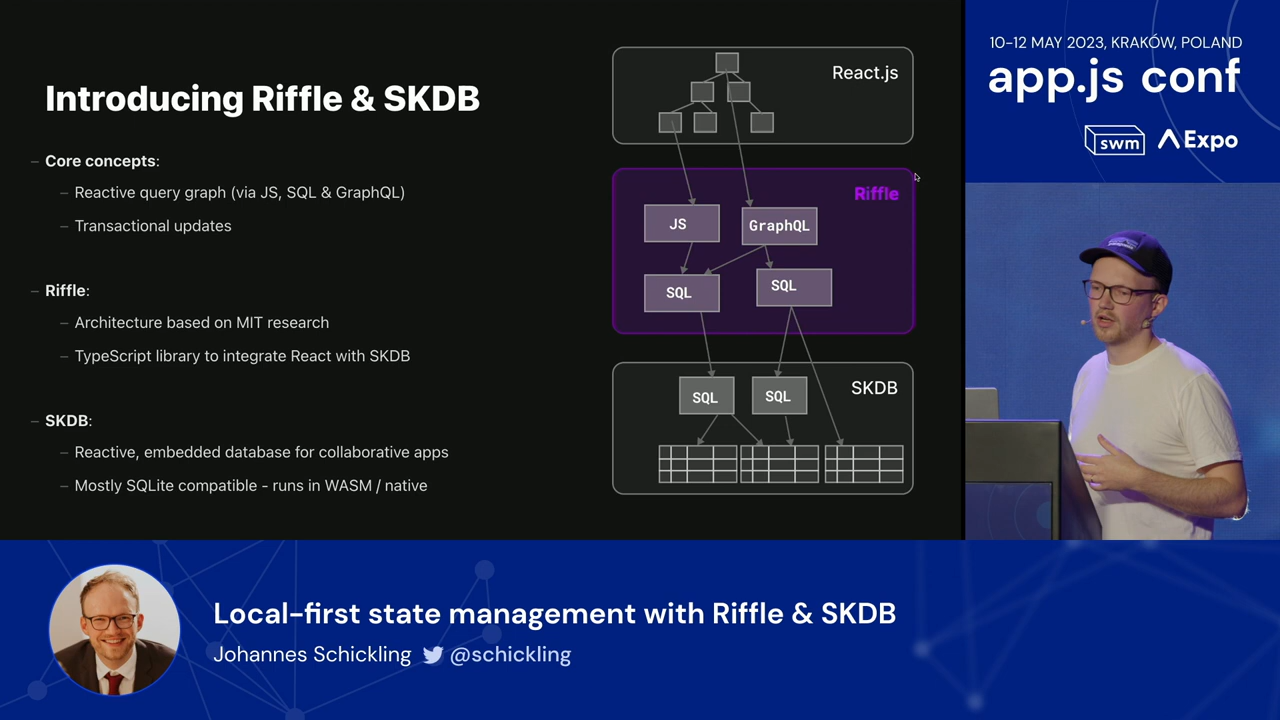 Introducing Riffle & SKDB
– Core concepts:
– Reactive query graph (via JS, SQL & GraphQL)
– Transactional updates
– Riffle:
– Architecture based on MIT research
– TypeScript library to integrate React with SKDB
– SKDB:
– Reactive, embedded database for collaborative apps
– Mostly SQLite compatible - runs in WASM / native
React.js
Riffle
JS
GraphQL
SQL
SQL
SKDB
SQL
SQL
10–12 MAY 2023, KRAKÓW, POLAND
app.js conf
swm
Expo
Local-first state management with Riffle & SKDB
Johannes Schickling @schickling